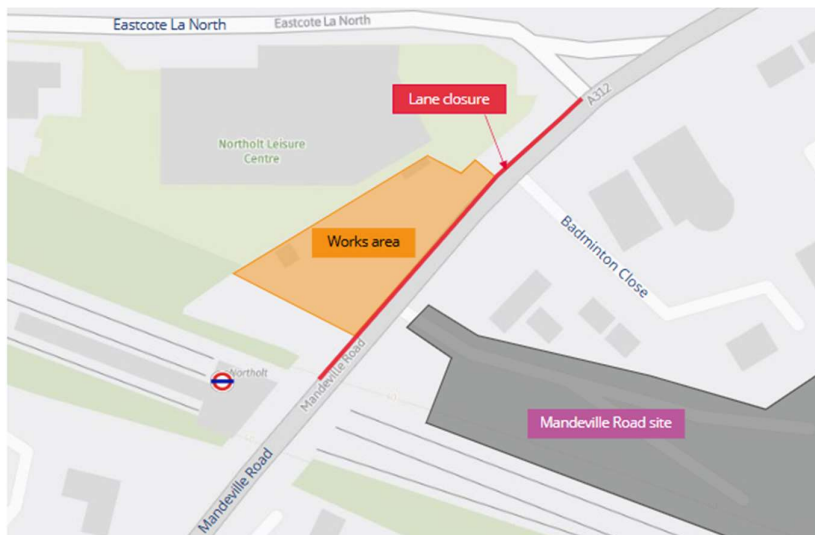 Eastcote La North
Eastcote La North
Lane closure
A312
Northolt Leisure
Centre
Works area
Badminton Close
Northolt
Mandeville Road
Mandeville Road site
Mandeville Road